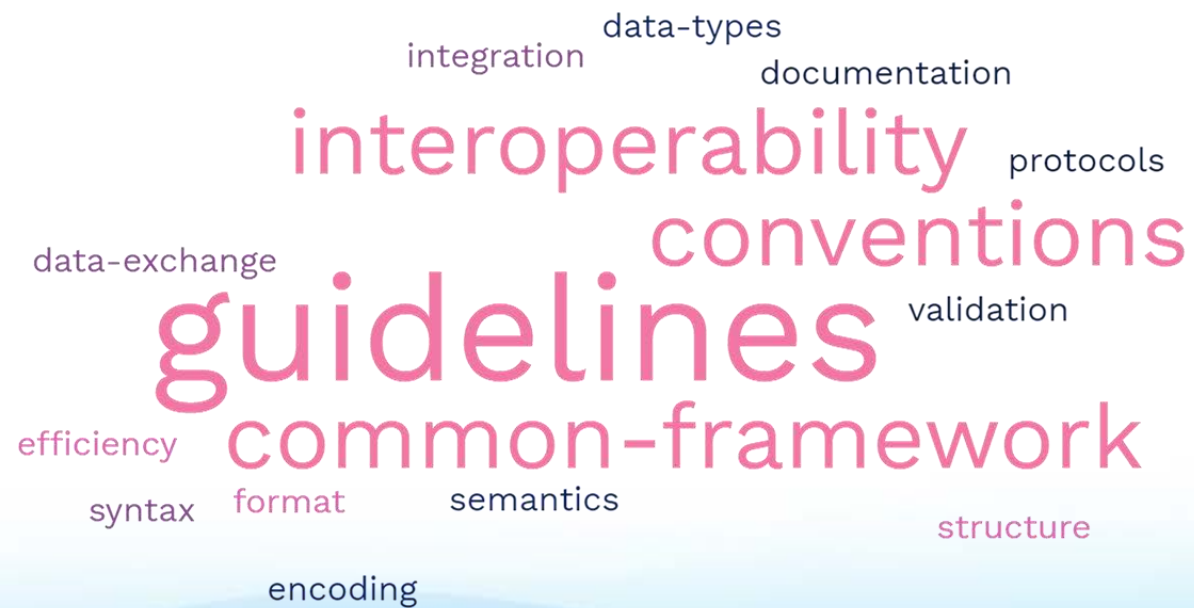 data-types
integration
documentation
interoperability
protocols
conventions
data-exchange
guidelines
validation
efficiency
common-framework
syntax
format
semantics
structure
encoding